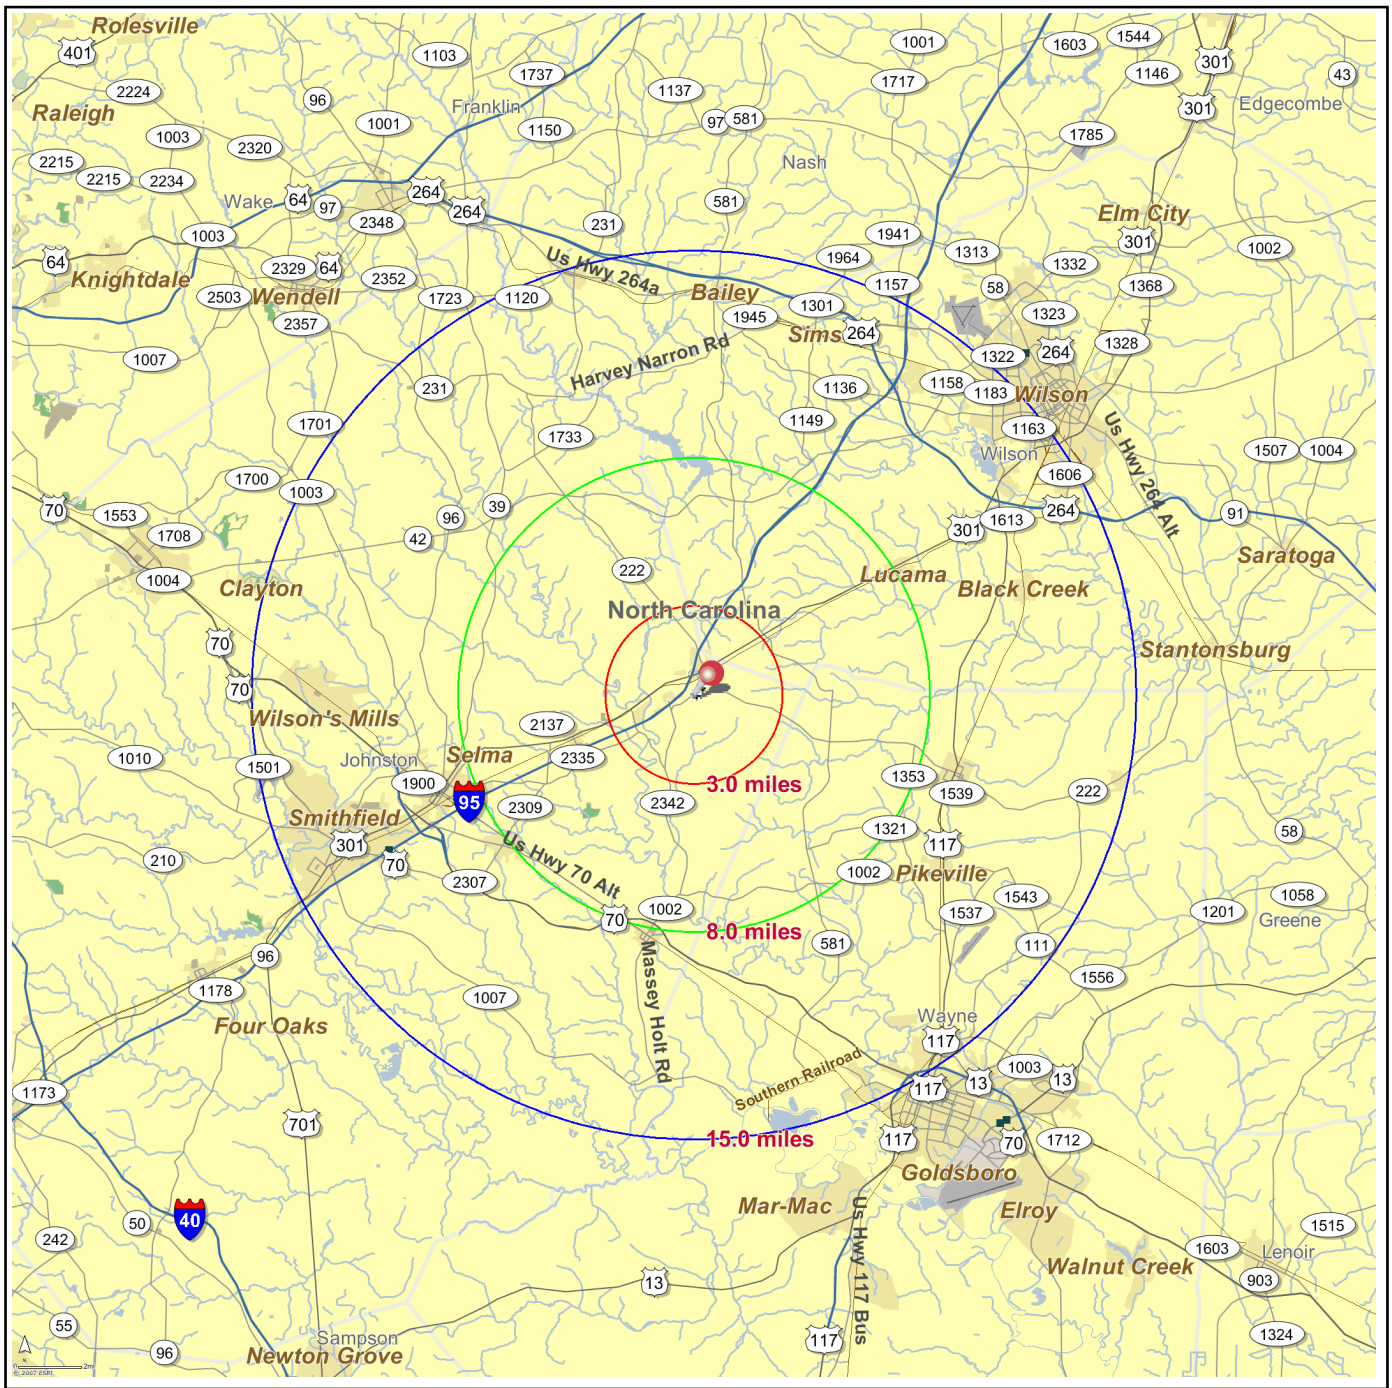 Rolesville
401
1103
1001
1603
1544
301
2224
96
1737
1137
1717
1146
43
Raleigh
Franklin
301
Edgecombe
1003
1001
1150
97
581
1785
2320
Nash
2215
2215
2234
264
Wake
64
97
264
581
Elm City
1003
2348
231
1941
301
1002
64
Knightdale
2329
64
2352
Us Hwy 264a
1964
1313
1332
2503
Wendell
1723
1120
Bailey
1157
58
1368
2357
1945
1301
Sims
264
1323
1007
Harvey Narron Rd
1322
264
1328
231
1136
1158
1183
Wilson
1701
1733
1149
1163
Us Hwy 264 Alt
1507
1004
Wilson
1700
1003
1606
70
1553
96
39
301
1613
264
91
1708
42
Saratoga
1004
Clayton
222
Lucama
Black Creek
North Carolina
70
Stantonsburg
70
Wilson's Mills
2137
Selma
1010
1501
Johnston
2335
1900
3.0 miles
1353
1539
222
95
2309
2342
Smithfield
301
1321
58
210
70
Us Hwy 70 Alt
117
2307
1002
Pikeville
1543
1058
70
1002
1537
1201
Greene
8.0 miles
581
111
96
Massey Holt Rd
1556
1178
1007
Four Oaks
Wayne
117
Southern Railroad
1003
13
1173
117
13
701
15.0 miles
117
70
1712
Goldsboro
Mar-Mac
Elroy
40
50
242
Us Hwy 117 Bus
1515
1603
Lenoir
Walnut Creek
13
903
55
Sampson
117
1324
96
Newton Grove
N
2m
© 2007 ESRI